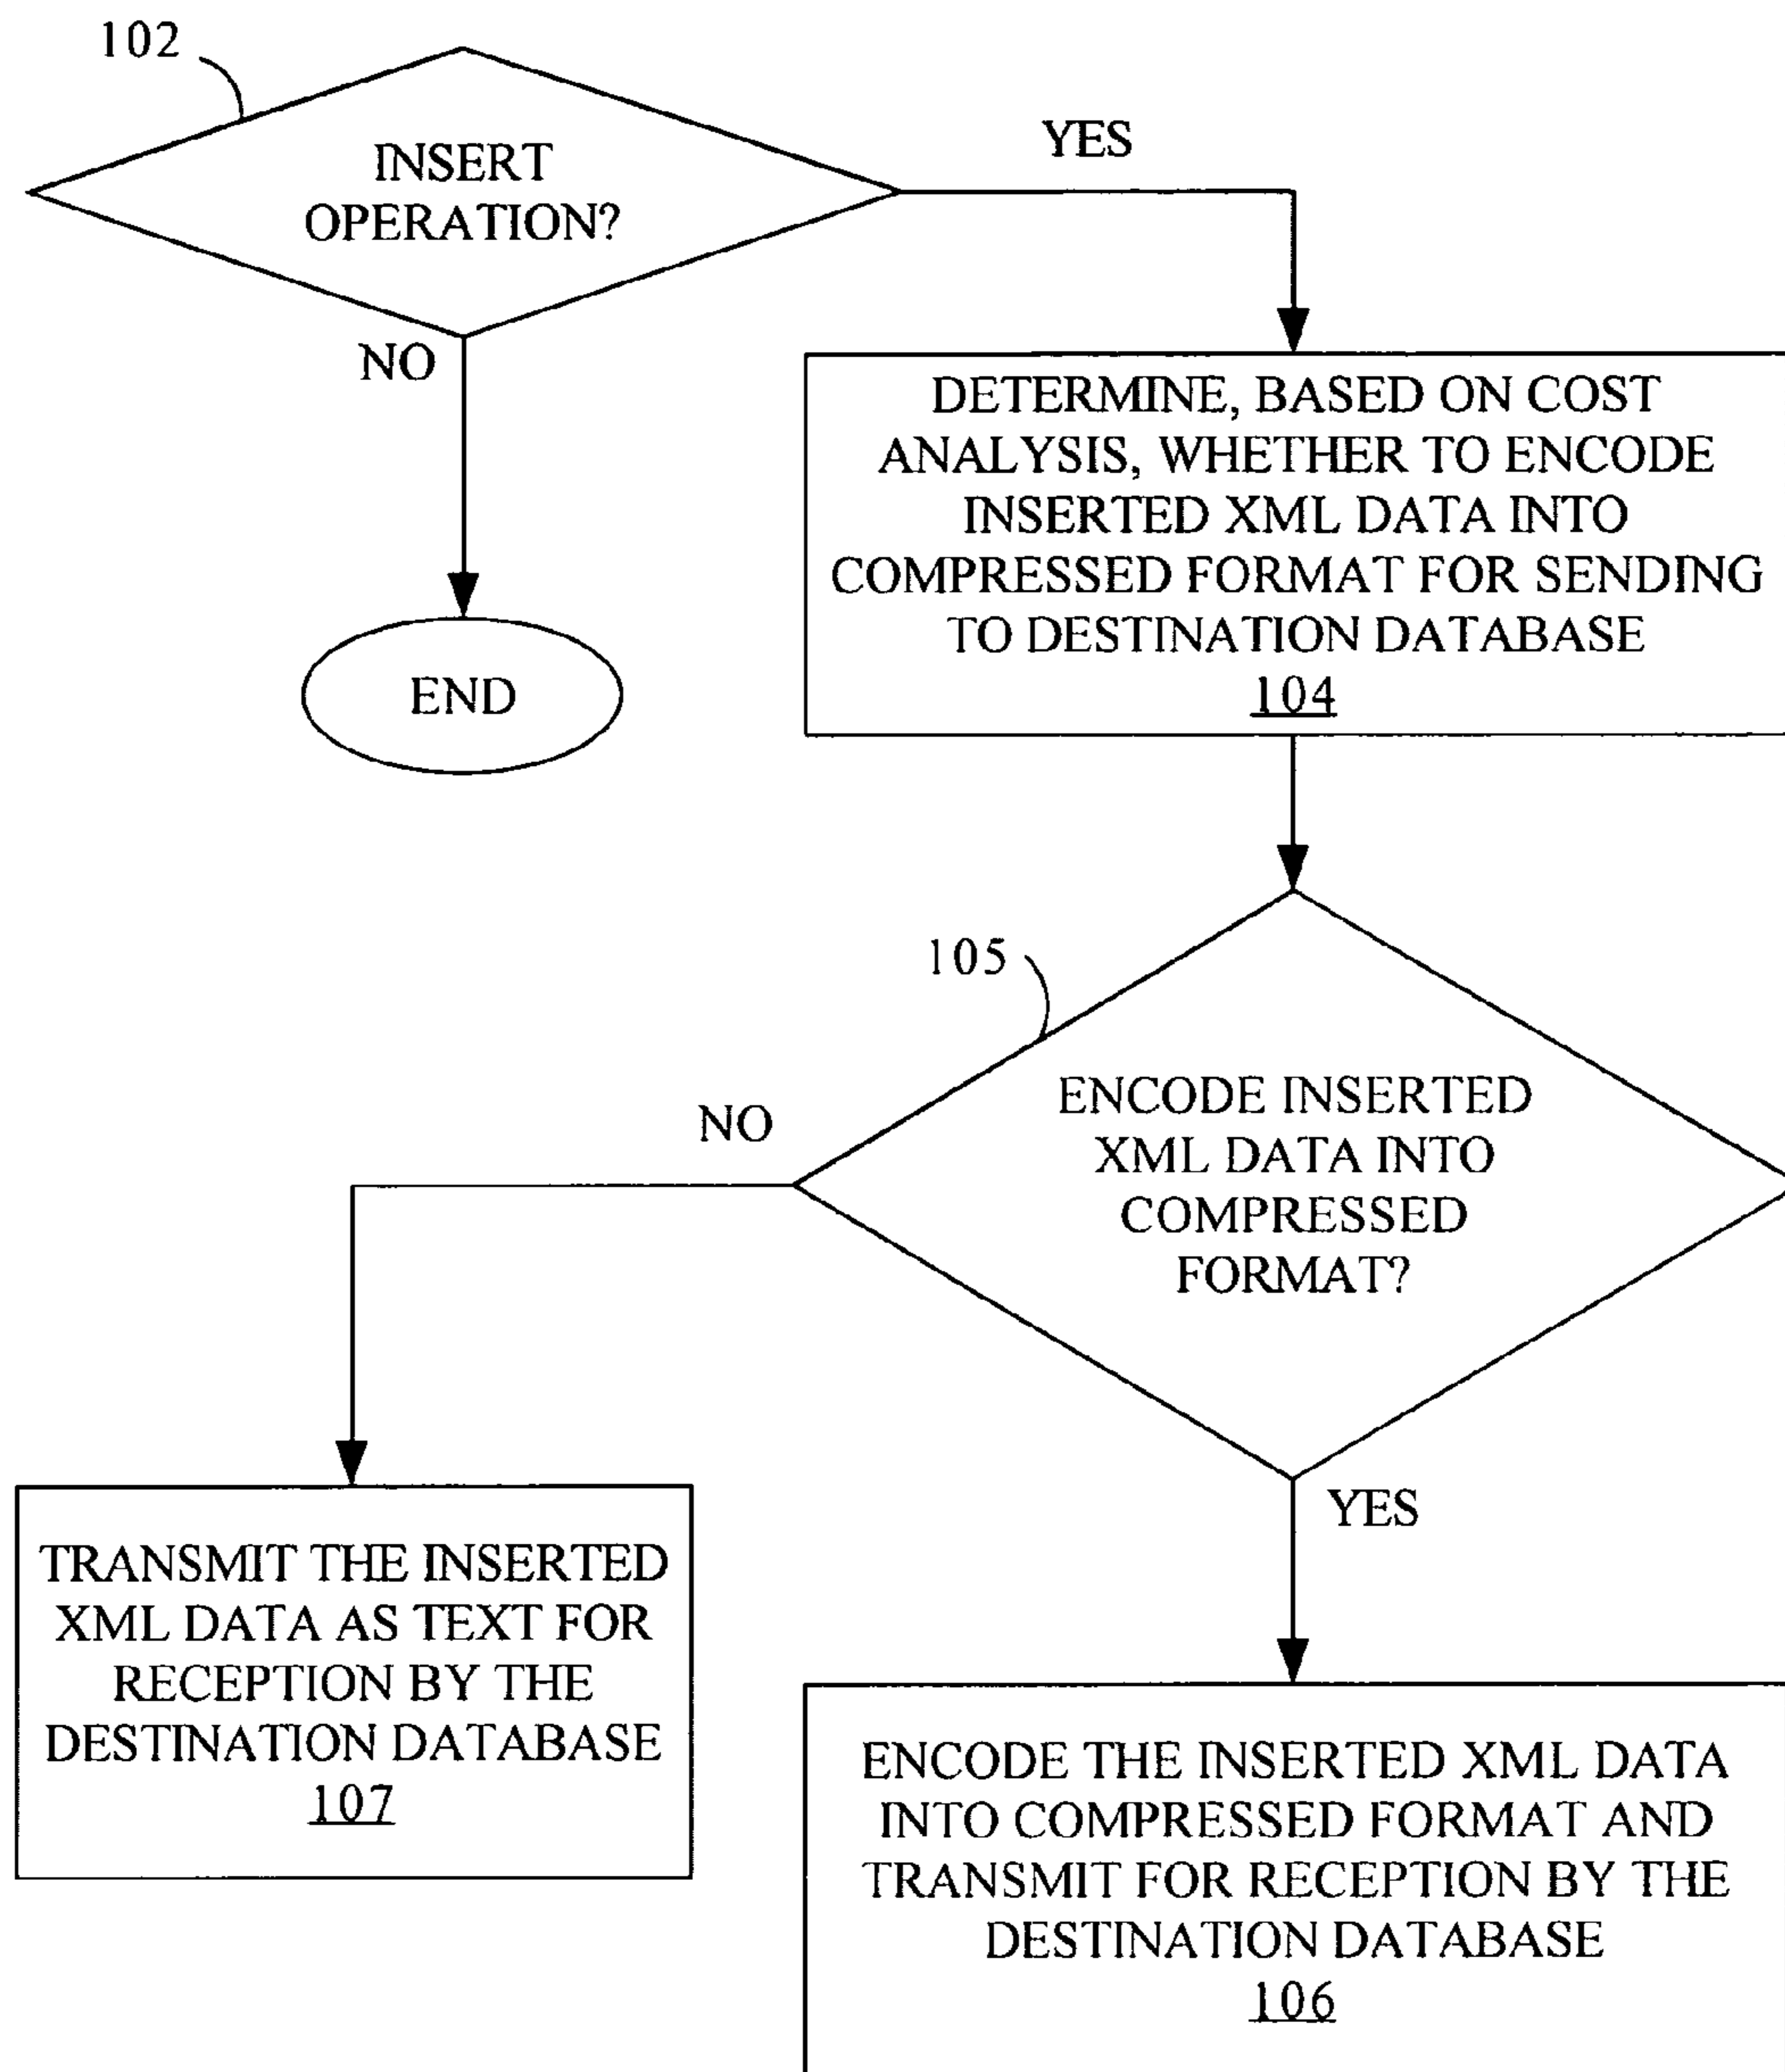 102
INSERT
OPERATION?
YES
NO
END
DETERMINE, BASED ON COST
ANALYSIS, WHETHER TO ENCODE
INSERTED XML DATA INTO
COMPRESSED FORMAT FOR SENDING
TO DESTINATION DATABASE
104
105
ENCODE INSERTED
XML DATA INTO
COMPRESSED
FORMAT?
NO
YES
TRANSMIT THE INSERTED
XML DATA AS TEXT FOR
RECEPTION BY THE
DESTINATION DATABASE
107
ENCODE THE INSERTED XML DATA
INTO COMPRESSED FORMAT AND
TRANSMIT FOR RECEPTION BY THE
DESTINATION DATABASE
106